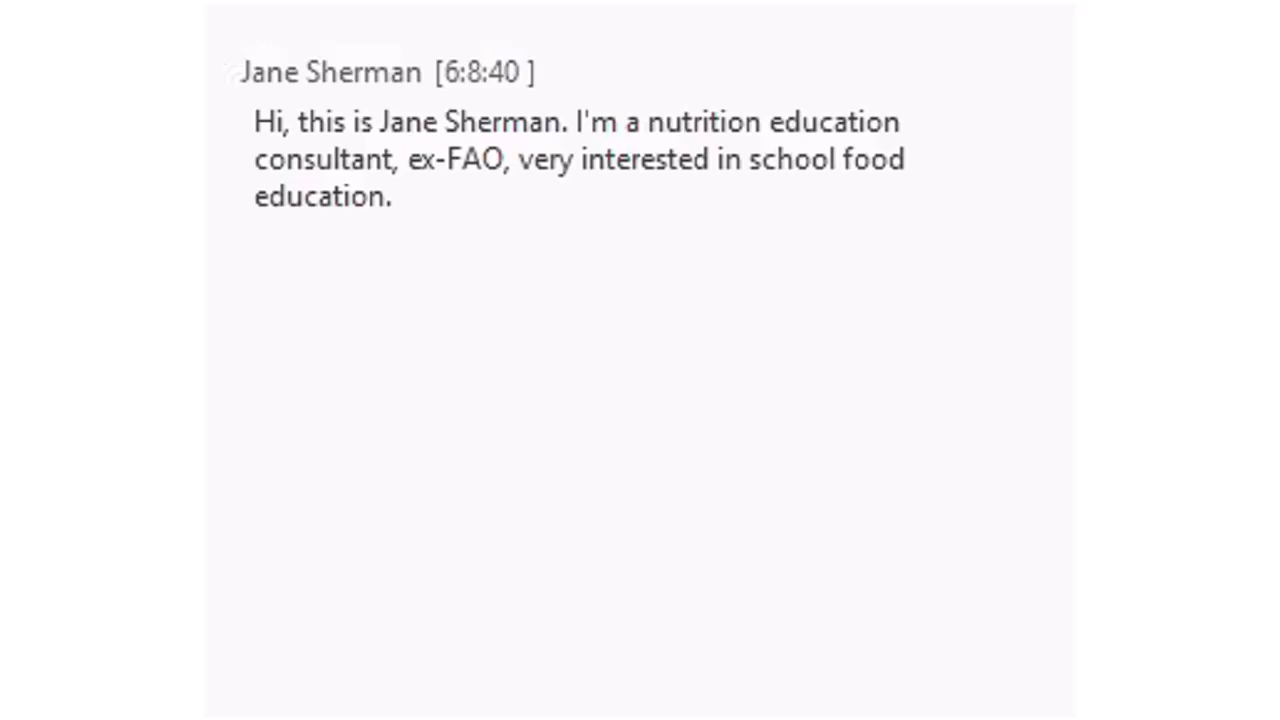 Jane Sherman [6:8:40 ]
Hi, this is Jane Sherman. I'm a nutrition education
consultant, ex-FAO, very interested in school food
education.